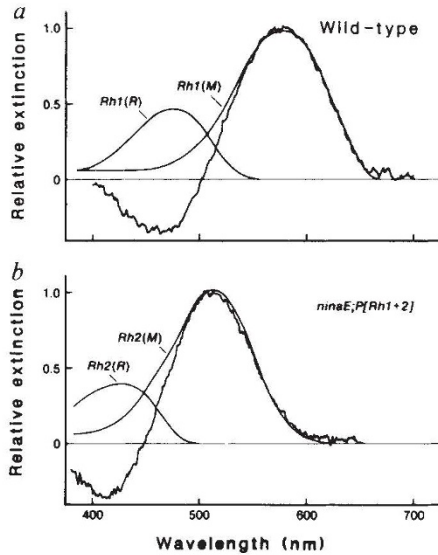 a
Wild-type
Relative extinction
1.0
0.5
0
Rh1(R)
Rh1(M)
b
ninaE;P[Rh1+2]
Relative extinction
1.0
0.5
0
Rh2(M)
Rh2(R)
400 500 600 700
Wavelength (nm)